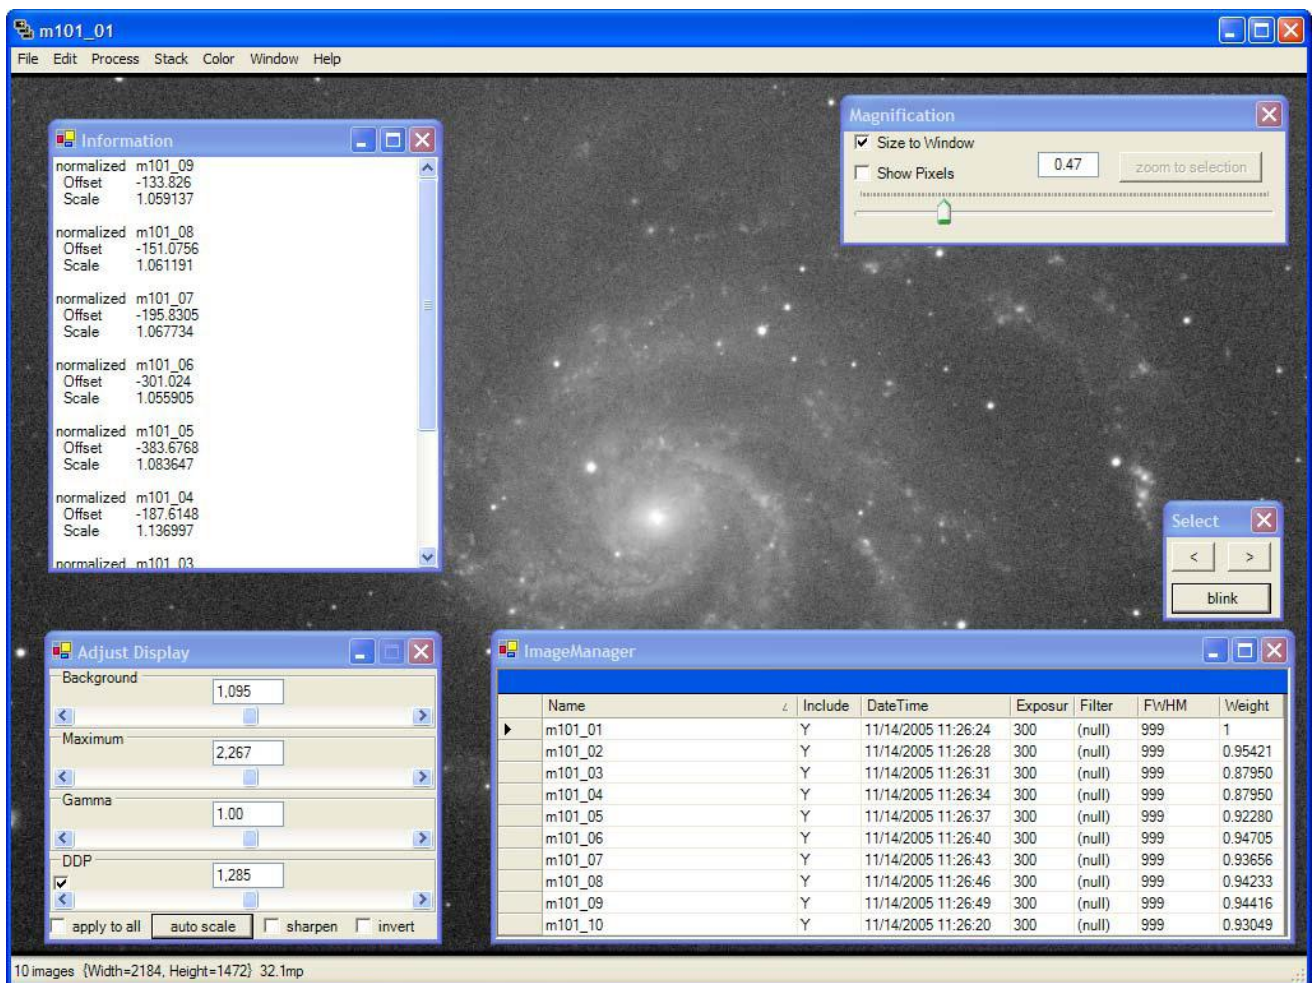 m101_01
File Edit Process Stack Color Window Help
Information
normalized m101_09
Offset -133.826
Scale 1.059137
normalized m101_08
Offset -151.0756
Scale 1.061191
normalized m101_07
Offset -195.8305
Scale 1.067734
normalized m101_06
Offset -301.024
Scale 1.055905
normalized m101_05
Offset -383.6768
Scale 1.083647
normalized m101_04
Offset -187.6148
Scale 1.136997
normalized m101_03
Magnification
Size to Window
Show Pixels 0.47 zoom to selection
Select
< >
blink
Adjust Display
Background
1,095
Maximum
2,267
Gamma
1.00
DDP
1,285
apply to all auto scale sharpen invert
ImageManager
Name Include DateTime Exposur Filter FWHM Weight
m101_01 Y 11/14/2005 11:26:24 300 (null) 999 1
m101_02 Y 11/14/2005 11:26:28 300 (null) 999 0.95421
m101_03 Y 11/14/2005 11:26:31 300 (null) 999 0.87950
m101_04 Y 11/14/2005 11:26:34 300 (null) 999 0.87950
m101_05 Y 11/14/2005 11:26:37 300 (null) 999 0.92280
m101_06 Y 11/14/2005 11:26:40 300 (null) 999 0.94705
m101_07 Y 11/14/2005 11:26:43 300 (null) 999 0.93656
m101_08 Y 11/14/2005 11:26:46 300 (null) 999 0.94233
m101_09 Y 11/14/2005 11:26:49 300 (null) 999 0.94416
m101_10 Y 11/14/2005 11:26:20 300 (null) 999 0.93049
10 images {Width=2184, Height=1472} 32.1mp